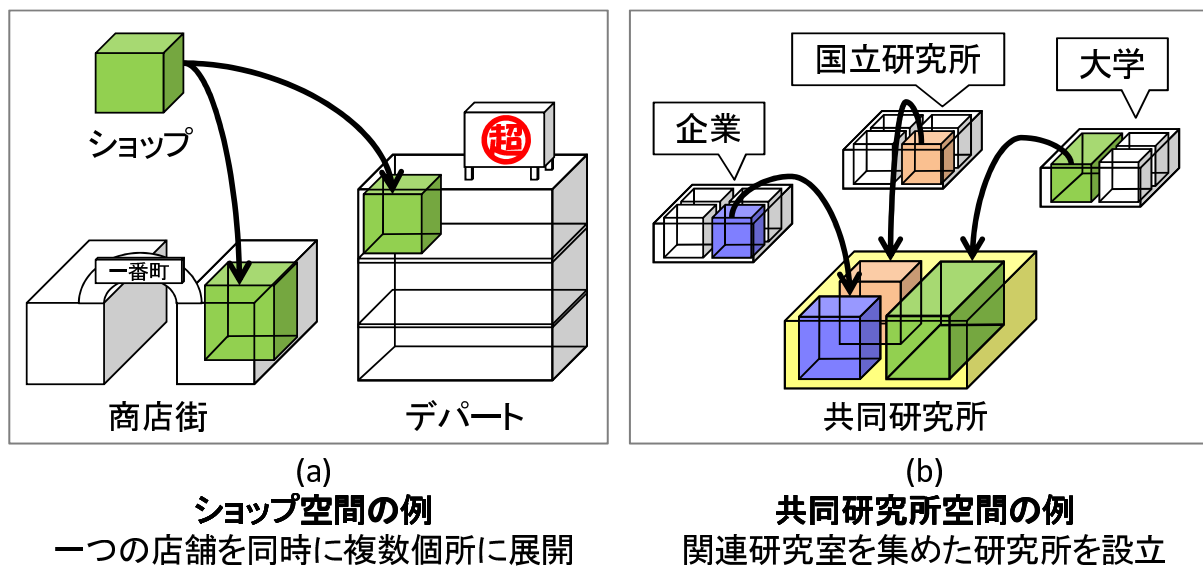 ショップ
超
一番町
商店街
デパート
(a)
ショップ空間の例
一つの店舗を同時に複数個所に展開
国立研究所
大学
企業
共同研究所
(b)
共同研究所空間の例
関連研究室を集めた研究所を設立